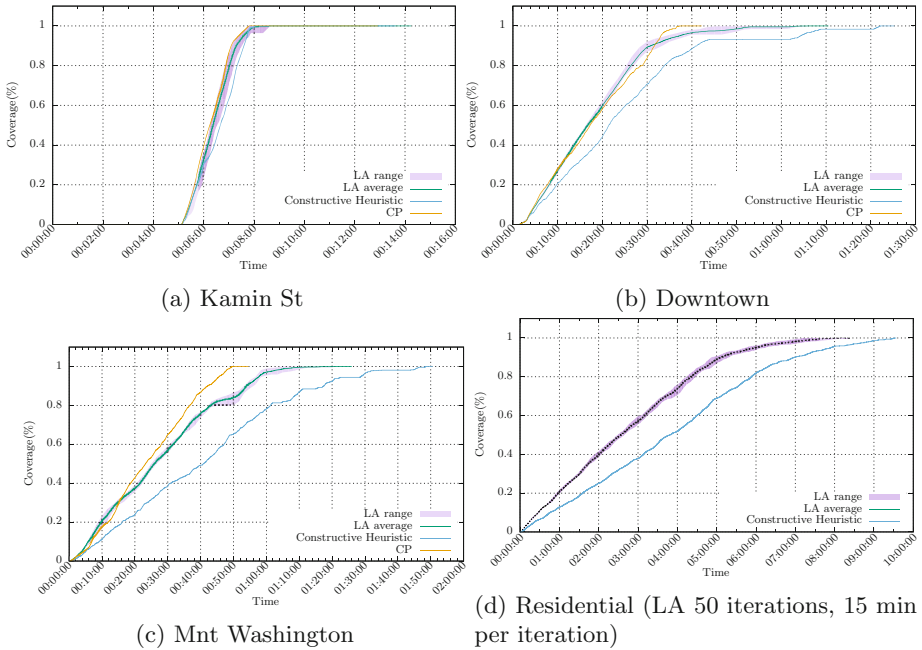 1
0.8
0.6
0.4
0.2
0
Coverage(%)
LA range
LA average
Constructive Heuristic
CP
00:00:00
00:02:00
00:04:00
00:06:00
00:08:00
00:10:00
00:12:00
00:14:00
00:16:00
Time
(a) Kamin St
1
0.8
0.6
0.4
0.2
0
Coverage(%)
LA range
LA average
Constructive Heuristic
CP
00:00:00
00:10:00
00:20:00
00:30:00
00:40:00
00:50:00
01:00:00
01:10:00
01:20:00
01:30:00
Time
(b) Downtown
1
0.8
0.6
0.4
0.2
0
Coverage(%)
LA range
LA average
Constructive Heuristic
CP
00:00:00
00:10:00
00:20:00
00:30:00
00:40:00
00:50:00
01:00:00
01:10:00
01:20:00
01:30:00
01:40:00
01:50:00
02:00:00
Time
(c) Mnt Washington
1
0.8
0.6
0.4
0.2
0
Coverage(%)
LA range
LA average
Constructive Heuristic
00:00:00
01:00:00
02:00:00
03:00:00
04:00:00
05:00:00
06:00:00
07:00:00
08:00:00
09:00:00
10:00:00
Time
(d) Residential (LA 50 iterations, 15 min
per iteration)